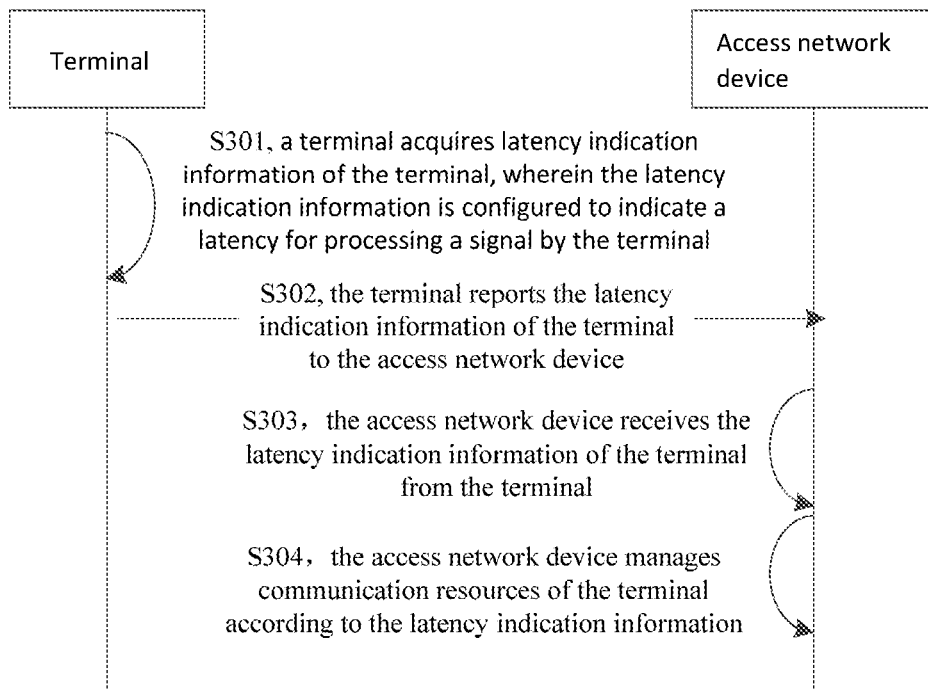 Terminal
Access network
device
S301, a terminal acquires latency indication
information of the terminal, wherein the latency
indication information is configured to indicate a
latency for processing a signal by the terminal
S302, the terminal reports the latency
indication information of the terminal
to the access network device
S303，the access network device receives the
latency indication information of the terminal
from the terminal
S304，the access network device manages
communication resources of the terminal
according to the latency indication information